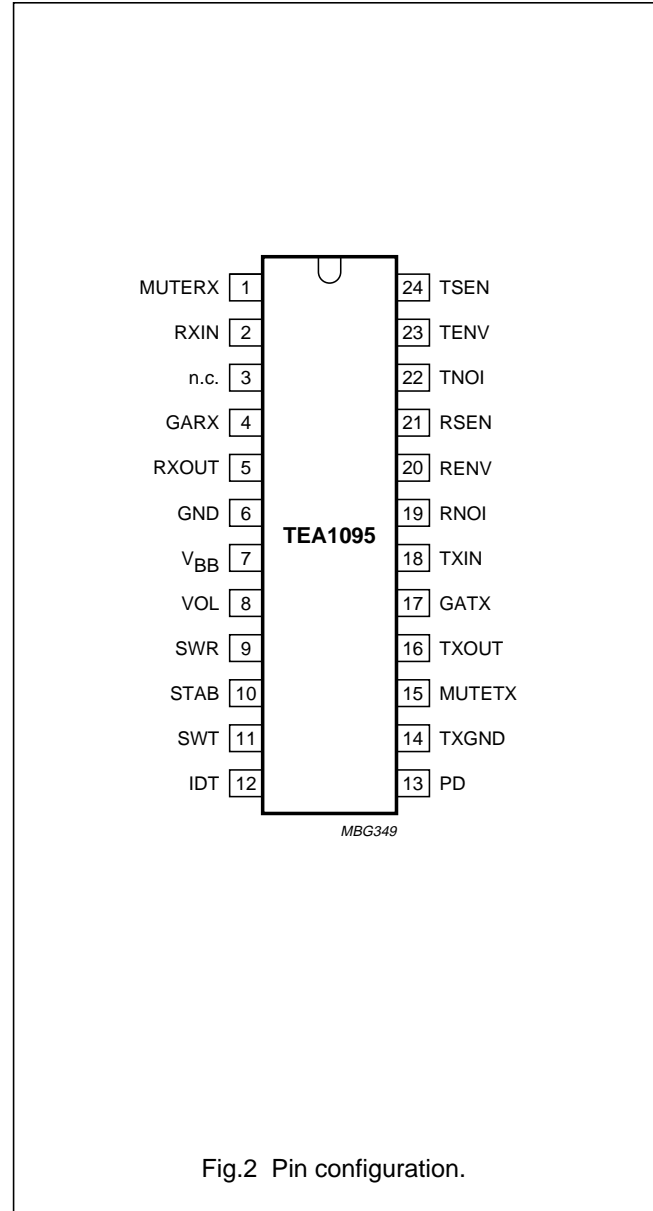 MUTERX 1 24 TSEN
RXIN 2 23 TENV
n.c. 3 22 TNOI
GARX 4 21 RSEN
RXOUT 5 20 RENV
GND 6 19 RNOI
TEA1095
VBB 7 18 TXIN
VOL 8 17 GATX
SWR 9 16 TXOUT
STAB 10 15 MUTETX
SWT 11 14 TXGND
IDT 12 13 PD
MBG349
Fig.2 Pin configuration.